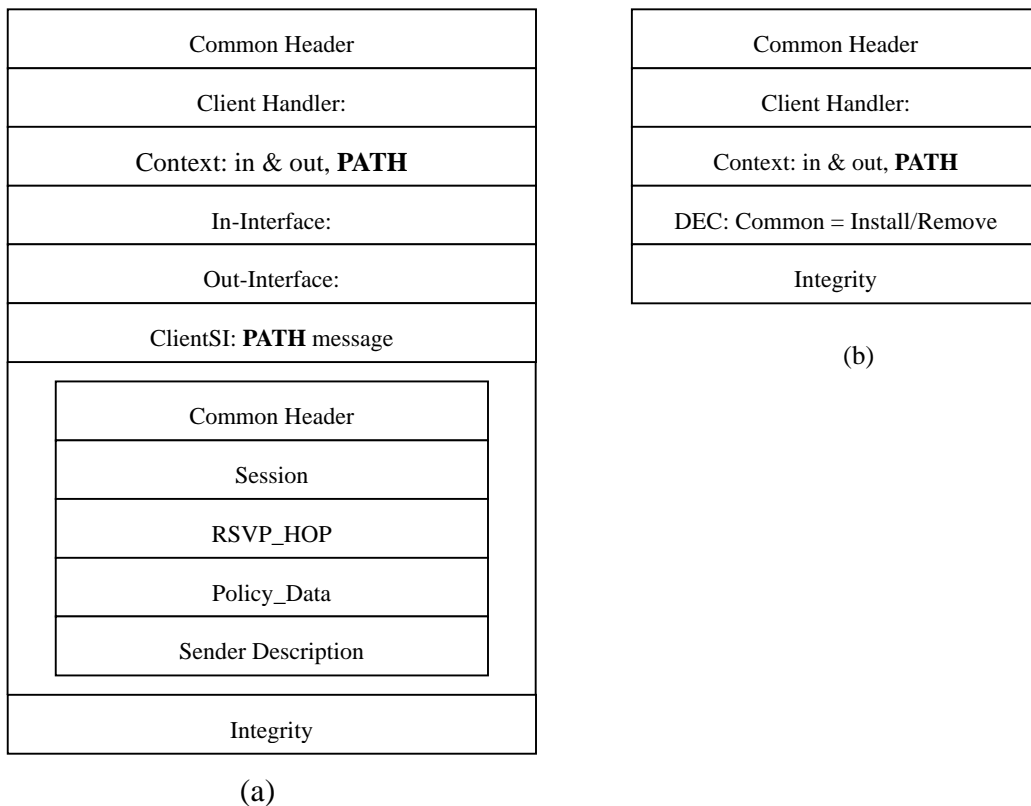 Common Header
Client Handler:
Context: in & out, PATH
In-Interface:
Out-Interface:
ClientSI: PATH message
Common Header
Session
RSVP_HOP
Policy_Data
Sender Description
Integrity
(a)
Common Header
Client Handler:
Context: in & out, PATH
DEC: Common = Install/Remove
Integrity
(b)